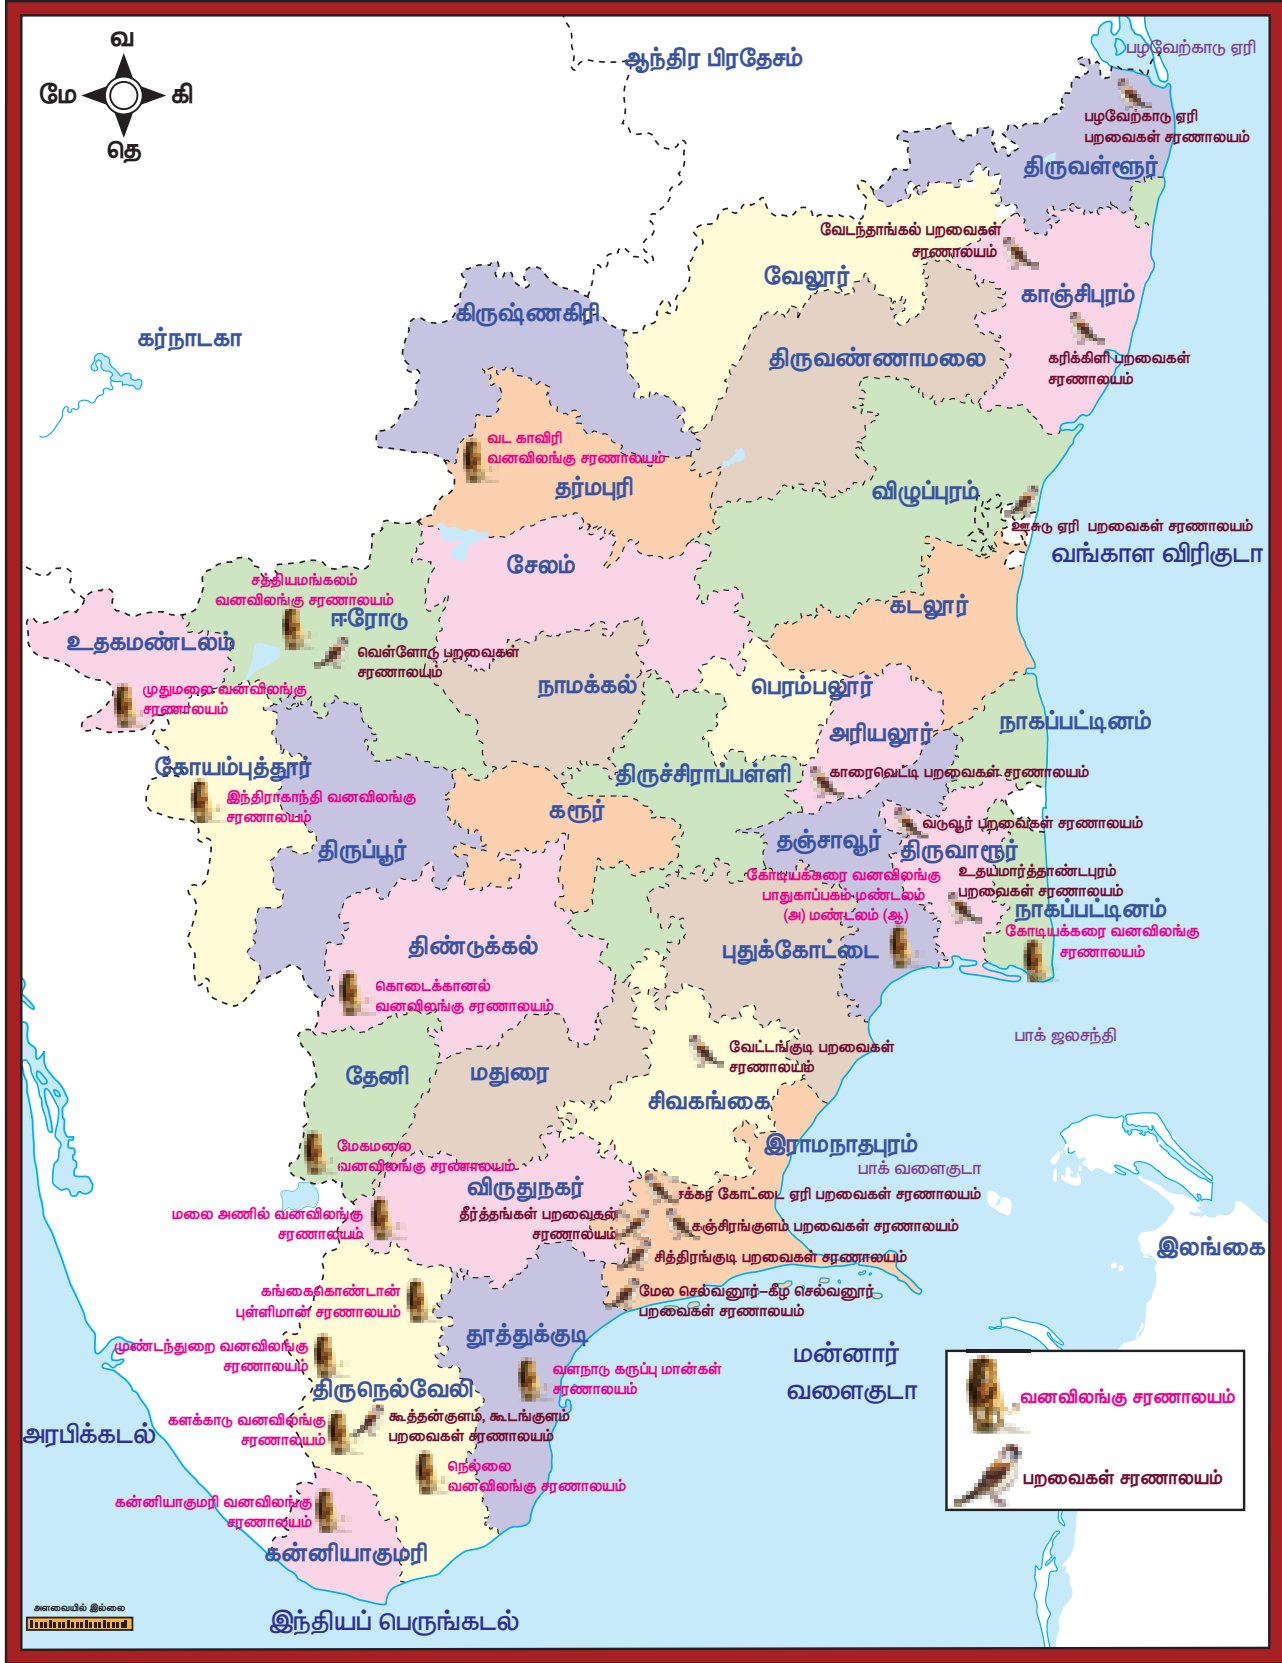 வ
மே
கி
தெ
ஆந்திர பிரதேசம்
பழவேற்காடு ஏரி
பழவேற்காடு ஏரி
பறவைகள் சரணாலயம்
திருவள்ளூர்
வேடந்தாங்கல் பறவைகள்
சரணாலயம்
வேலூர்
காஞ்சிபுரம்
கிருஷ்ணகிரி
கர்நாடகா
திருவண்ணாமலை
கரிக்கிளி பறவைகள்
சரணாலயம்
வட காவிரி
வனவிலங்கு சரணாலயம்
தர்மபுரி
விழுப்புரம்
ஊசுடு ஏரி பறவைகள் சரணாலயம்
வங்காள விரிகுடா
சேலம்
சத்தியமங்கலம்
வனவிலங்கு சரணாலயம்
ஈரோடு
கடலூர்
உதகமண்டலம்
வெள்ளோடு பறவைகள்
சரணாலயம்
முதுமலை வனவிலங்கு
சரணாலயம்
நாமக்கல்
பெரம்பலூர்
அரியலூர்
நாகப்பட்டினம்
கோயம்புத்தூர்
திருச்சிராப்பள்ளி
காரைவெட்டி பறவைகள் சரணாலயம்
இந்திராகாந்தி வனவிலங்கு
சரணாலயம்
கரூர்
வடுவூர் பறவைகள் சரணாலயம்
திருப்பூர்
தஞ்சாவூர்
திருவாரூர்
கோடியக்கரை வனவிலங்கு
பாதுகாப்பகம் மண்டலம்
(அ) மண்டலம் (ஆ)
உதயமார்த்தாண்டபுரம்
பறவைகள் சரணாலயம்
நாகப்பட்டினம்
கோடியக்கரை வனவிலங்கு
சரணாலயம்
திண்டுக்கல்
புதுக்கோட்டை
கொடைக்கானல்
வனவிலங்கு சரணாலயம்
பாக் ஜலசந்தி
வேட்டங்குடி பறவைகள்
சரணாலயம்
தேனி
மதுரை
சிவகங்கை
மேகமலை
வனவிலங்கு சரணாலயம்
இராமநாதபுரம்
பாக் வளைகுடா
விருதுநகர்
சக்கர கோட்டை ஏரி பறவைகள் சரணாலயம்
மலை அணில் வனவிலங்கு
சரணாலயம்
தீர்த்தங்கள் பறவைகல்
சரணாலயம்
கஞ்சிரங்குளம் பறவைகள் சரணாலயம்
சித்திரங்குடி பறவைகள் சரணாலயம்
இலங்கை
கங்கைகொண்டான்
புள்ளிமான் சரணாலயம்
மேல செல்வனூர்–கீழ செல்வனூர்
பறவைகள் சரணாலயம்
முண்டந்துறை வனவிலங்கு
சரணாலயம்
தூத்துக்குடி
மன்னார்
வளைகுடா
வளநாடு கருப்பு மான்கள்
சரணாலயம்
திருநெல்வேலி
வனவிலங்கு சரணாலயம்
களக்காடு வனவிலங்கு
சரணாலயம்
கூத்தன்குளம், கூடங்குளம்
பறவைகள் சரணாலயம்
அரபிக்கடல்
நெல்லை
வனவிலங்கு சரணாலயம்
பறவைகள் சரணாலயம்
கன்னியாகுமரி வனவிலங்கு
சரணாலயம்
கன்னியாகுமரி
அளவையில் இல்லை
இந்தியப் பெருங்கடல்